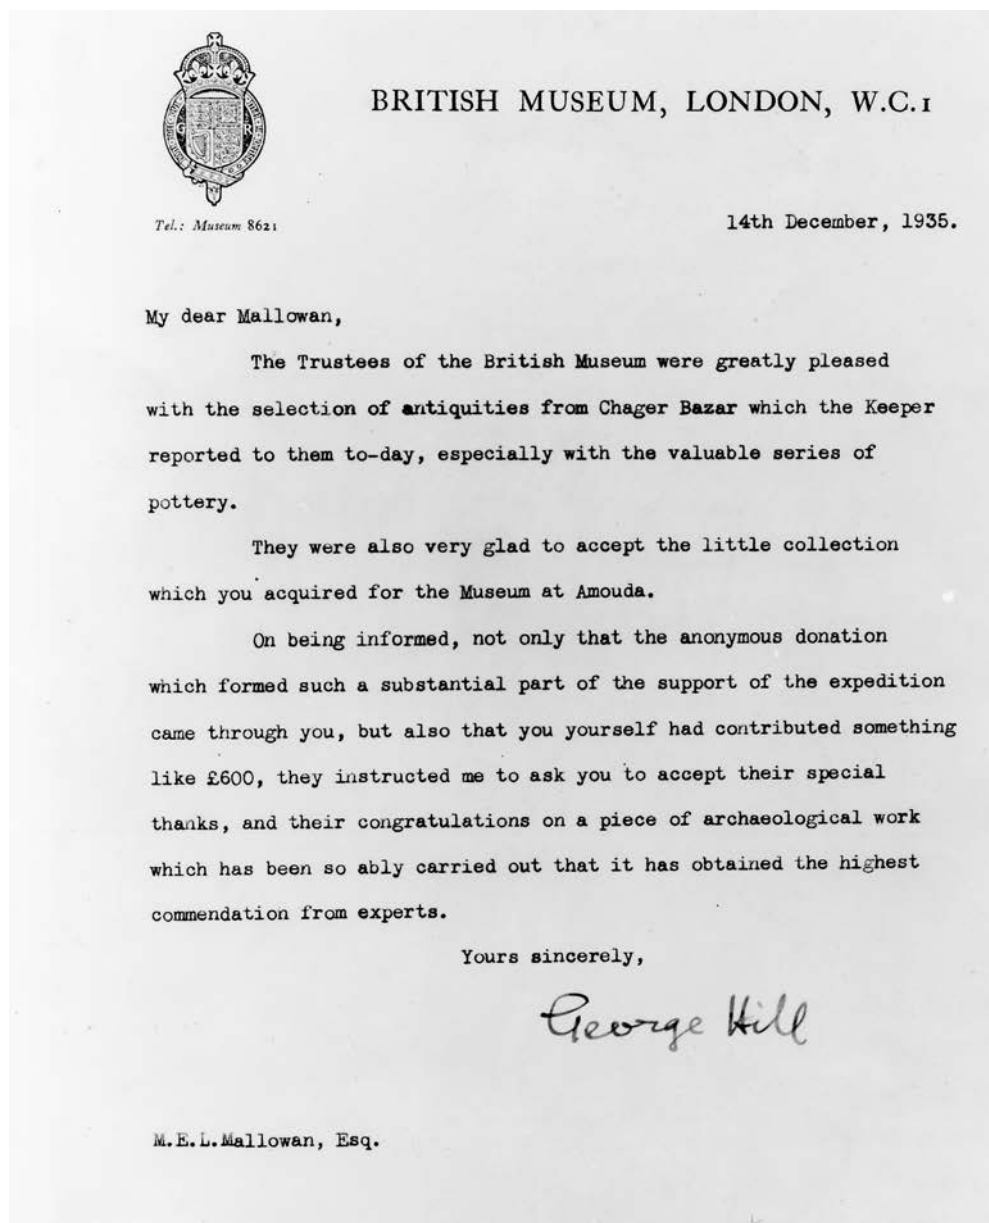 BRITISH MUSEUM, LONDON, W.C.1
G R
Tel.: Museum 8621
14th December, 1935.
My dear Mallowan,
The Trustees of the British Museum were greatly pleased
with the selection of antiquities from Chager Bazar which the Keeper
reported to them to-day, especially with the valuable series of
pottery.
They were also very glad to accept the little collection
which you acquired for the Museum at Amouda.
On being informed, not only that the anonymous donation
which formed such a substantial part of the support of the expedition
came through you, but also that you yourself had contributed something
like £600, they instructed me to ask you to accept their special
thanks, and their congratulations on a piece of archaeological work
which has been so ably carried out that it has obtained the highest
commendation from experts.
Yours sincerely,
George Hill
M.E.L.Mallowan, Esq.